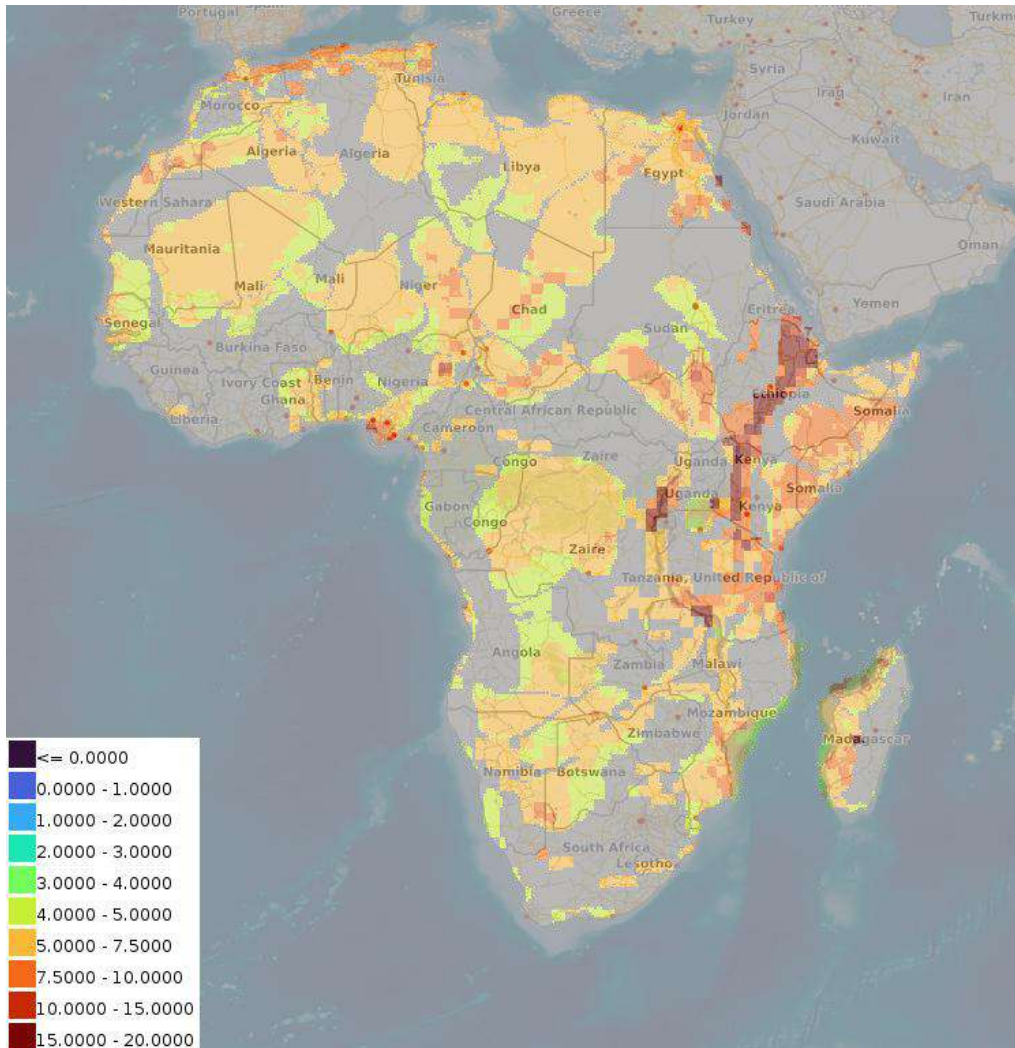 Spain
Portugal
Greece
Turkey
Turkm
Syria
Tunisia
Iraq
Iran
Morocco
Jordan
Kuwait
Algeria
Algeria
Libya
Egypt
Western Sahara
Saudi Arabia
Oman
Mauritania
Mali
Mali
Niger
Chad
Eritrea
Yemen
Senegal
Sudan
Burkina Faso
Guinea
Ivory Coast
Benin
Nigeria
Ghana
Ethiopia
Somalia
Liberia
Central African Republic
Cameroon
Congo
Zaire
Uganda
Kenya
Gabon
Uganda
Somalia
Congo
Kenya
Zaire
Tanzania, United Republic of
Angola
Zambia
Malawi
Mozambique
Zimbabwe
Madagascar
Namibia
Botswana
South Africa
Lesotho
<= 0.0000
0.0000 - 1.0000
1.0000 - 2.0000
2.0000 - 3.0000
3.0000 - 4.0000
4.0000 - 5.0000
5.0000 - 7.5000
7.5000 - 10.0000
10.0000 - 15.0000
15.0000 - 20.0000